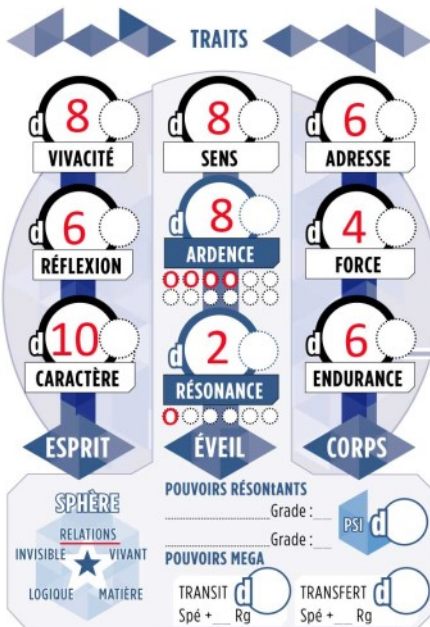 TRAITS
d8 d8 d6
VIVACITÉ SENS ADRESSE
d6 8 d4
RÉFLEXION ARDENCE FORCE
d10 d2 d6
CARACTÈRE RÉSONANCE ENDURANCE
ESPRIT ÉVEIL CORPS
SPHÈRE
RELATIONS
INVISIBLE VIVANT
LOGIQUE MATIÈRE
POUVOIRS RÉSONtANTS
Grade :
Grade :
PSI d
POUVOIRS MEGA
TRANSIT d TRANSFERT d
Spé + Rg Spé + Rg